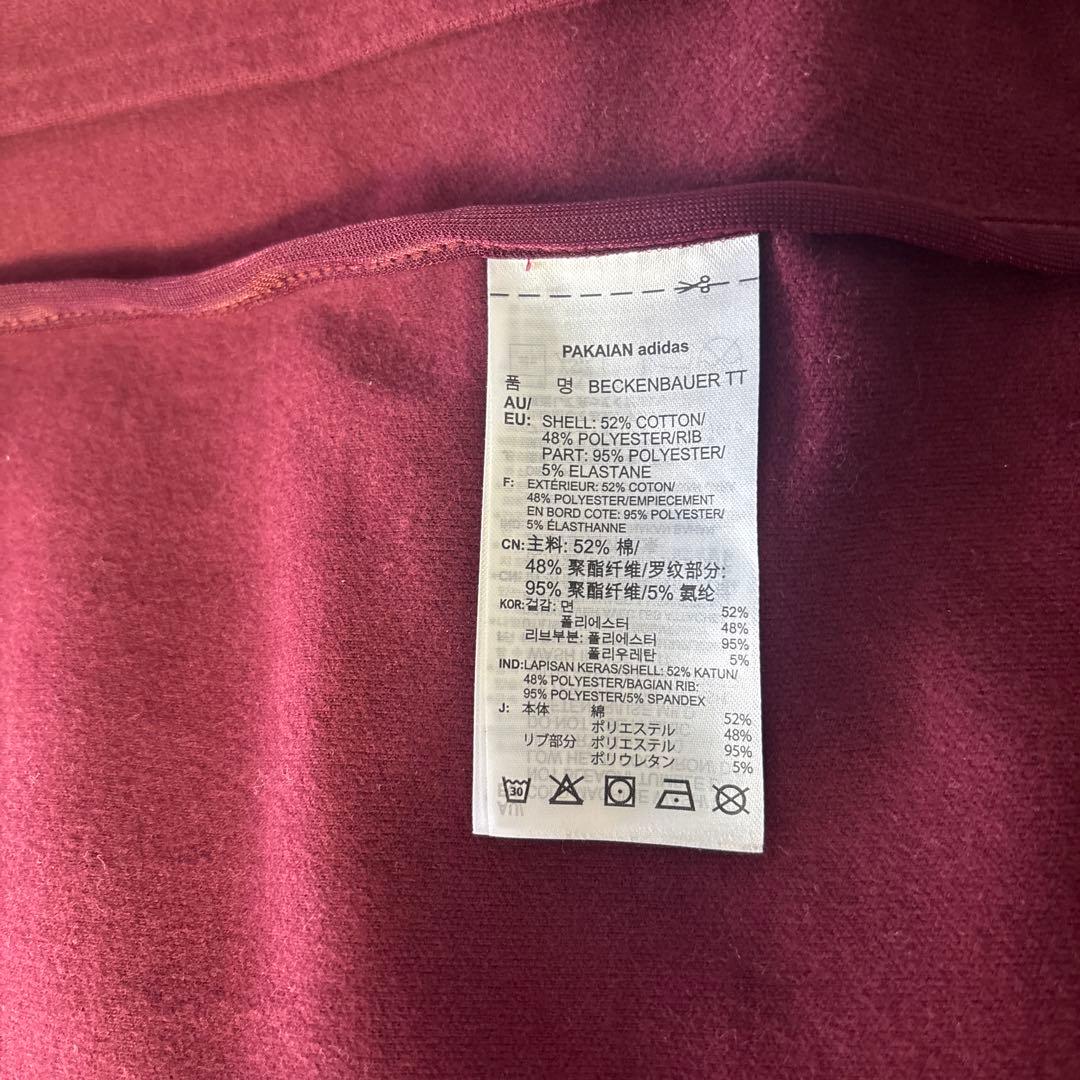 PAKAIAN adidas
품 명 BECKENBAUER TT
AU/
EU: SHELL: 52% COTTON/
48% POLYESTER/RIB
PART: 95% POLYESTER/
5% ELASTANE
F: EXTÉRIEUR: 52% COTON/
48% POLYESTER/EMPIECEMENT
EN BORD COTE: 95% POLYESTER/
5% ÉLASTHANNE
CN:主料: 52% 棉/
48% 聚酯纤维/罗纹部分:
95% 聚酯纤维/5% 氨纶
KOR:겉감: 면 52%
폴리에스터 48%
리브부분: 폴리에스터 95%
폴리우레탄 5%
IND:LAPISAN KERAS/SHELL: 52% KATUN/
48% POLYESTER/BAGIAN RIB:
95% POLYESTER/5% SPANDEX
J: 本体 綿 52%
ポリエステル 48%
リブ部分 ポリエステル 95%
ポリウレタン 5%
30